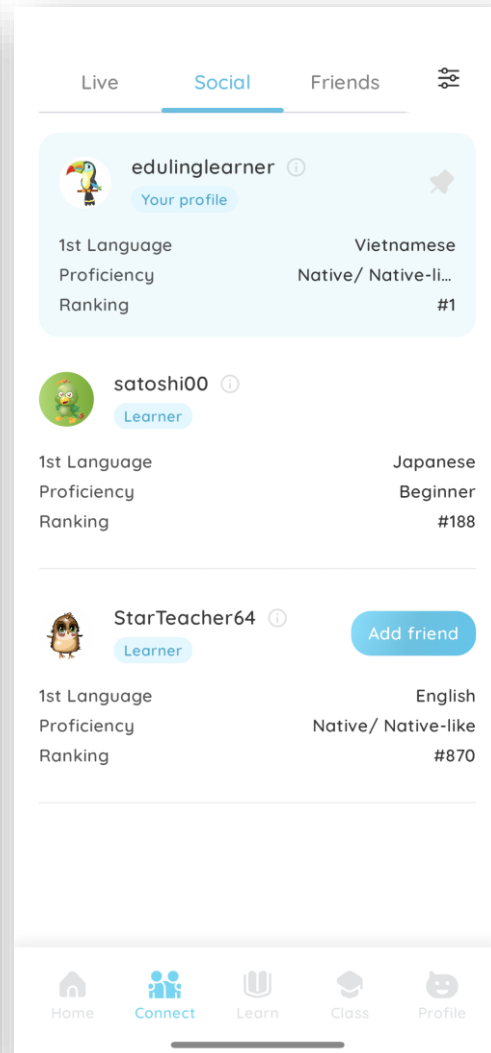 Live Social Friends
edulinglearner
Your profile
1st Language Vietnamese
Proficiency Native/ Native-li...
Ranking #1
satoshi00
Learner
1st Language Japanese
Proficiency Beginner
Ranking #188
StarTeacher64
Add friend
Learner
1st Language English
Proficiency Native/ Native-like
Ranking #870
Home Connect Learn Class Profile